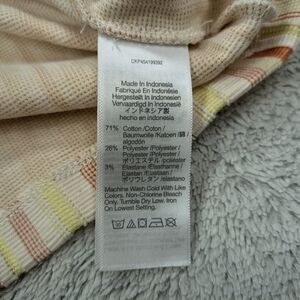 CKP45A199392
Made In Indonesia
Fabriqué En Indonésie
Hergestellt In Indonesien
Vervaardigd In Indonesië
インドネシア製
hecho en indonesia
71% Cotton/Coton/
Baumwolle/Katoen/綿/
algodón
26% Polyester/Polyester/
Polyester/Polyester/
ポリエステル/poliéster
3% Elastane/Élasthanne/
Elastan/Elastaan/
ポリウレタン/elastano
Machine Wash Cold With Like
Colors. Non-Chlorine Bleach
Only. Tumble Dry Low. Iron
On Lowest Setting.